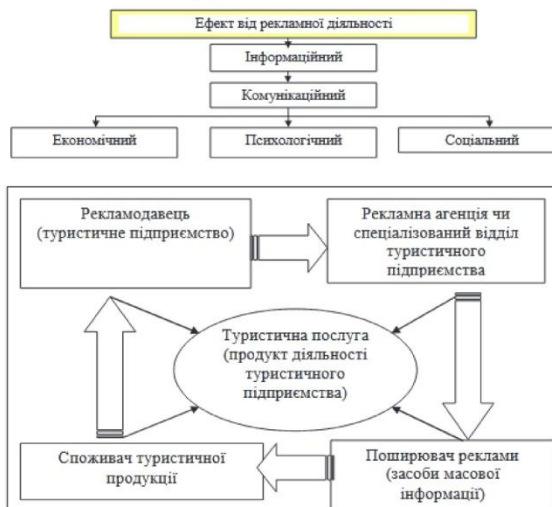 Ефект від рекламної діяльності
Інформаційний
Комунікаційний
Економічний
Психологічний
Соціальний
Рекламодавець
(туристичне підприємство)
Рекламна агенція чи
спеціалізований відділ
туристичного
підприємства
Туристична послуга
(продукт діяльності
туристичного
підприємства)
Споживач туристичної
продукції
Поширювач реклами
(засоби масової
інформації)